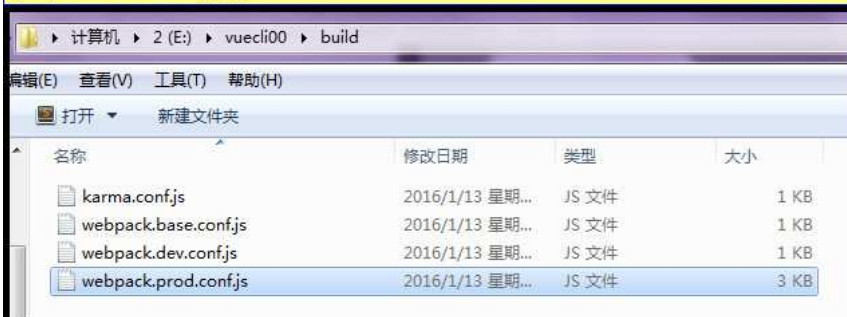 计算机 ▸ 2 (E:) ▸ vuecli00 ▸ build
编辑(E) 查看(V) 工具(T) 帮助(H)
打开 新建文件夹
名称 修改日期 类型 大小
karma.conf.js 2016/1/13 星期... JS 文件 1 KB
webpack.base.conf.js 2016/1/13 星期... JS 文件 1 KB
webpack.dev.conf.js 2016/1/13 星期... JS 文件 1 KB
webpack.prod.conf.js 2016/1/13 星期... JS 文件 3 KB